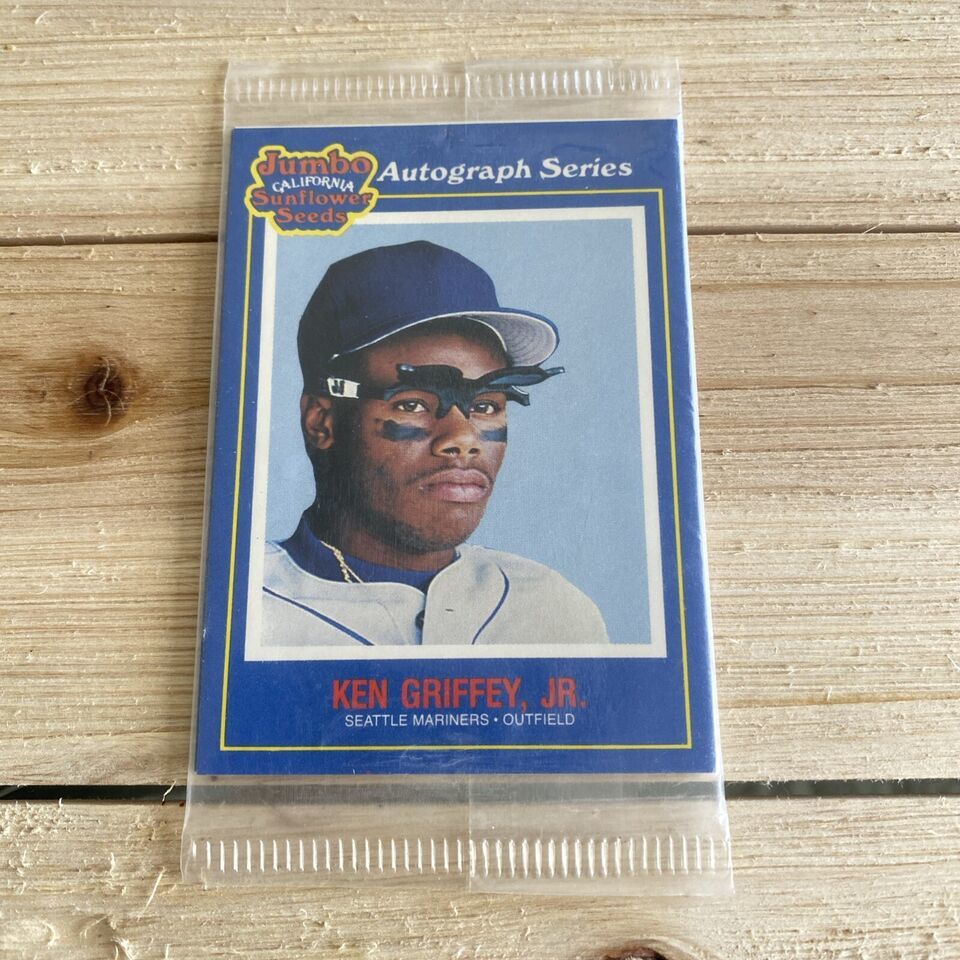 Jumbo
CALIFORNIA
Sunflower
Seeds
Autograph Series
KEN GRIFFEY, JR.
SEATTLE MARINERS • OUTFIELD